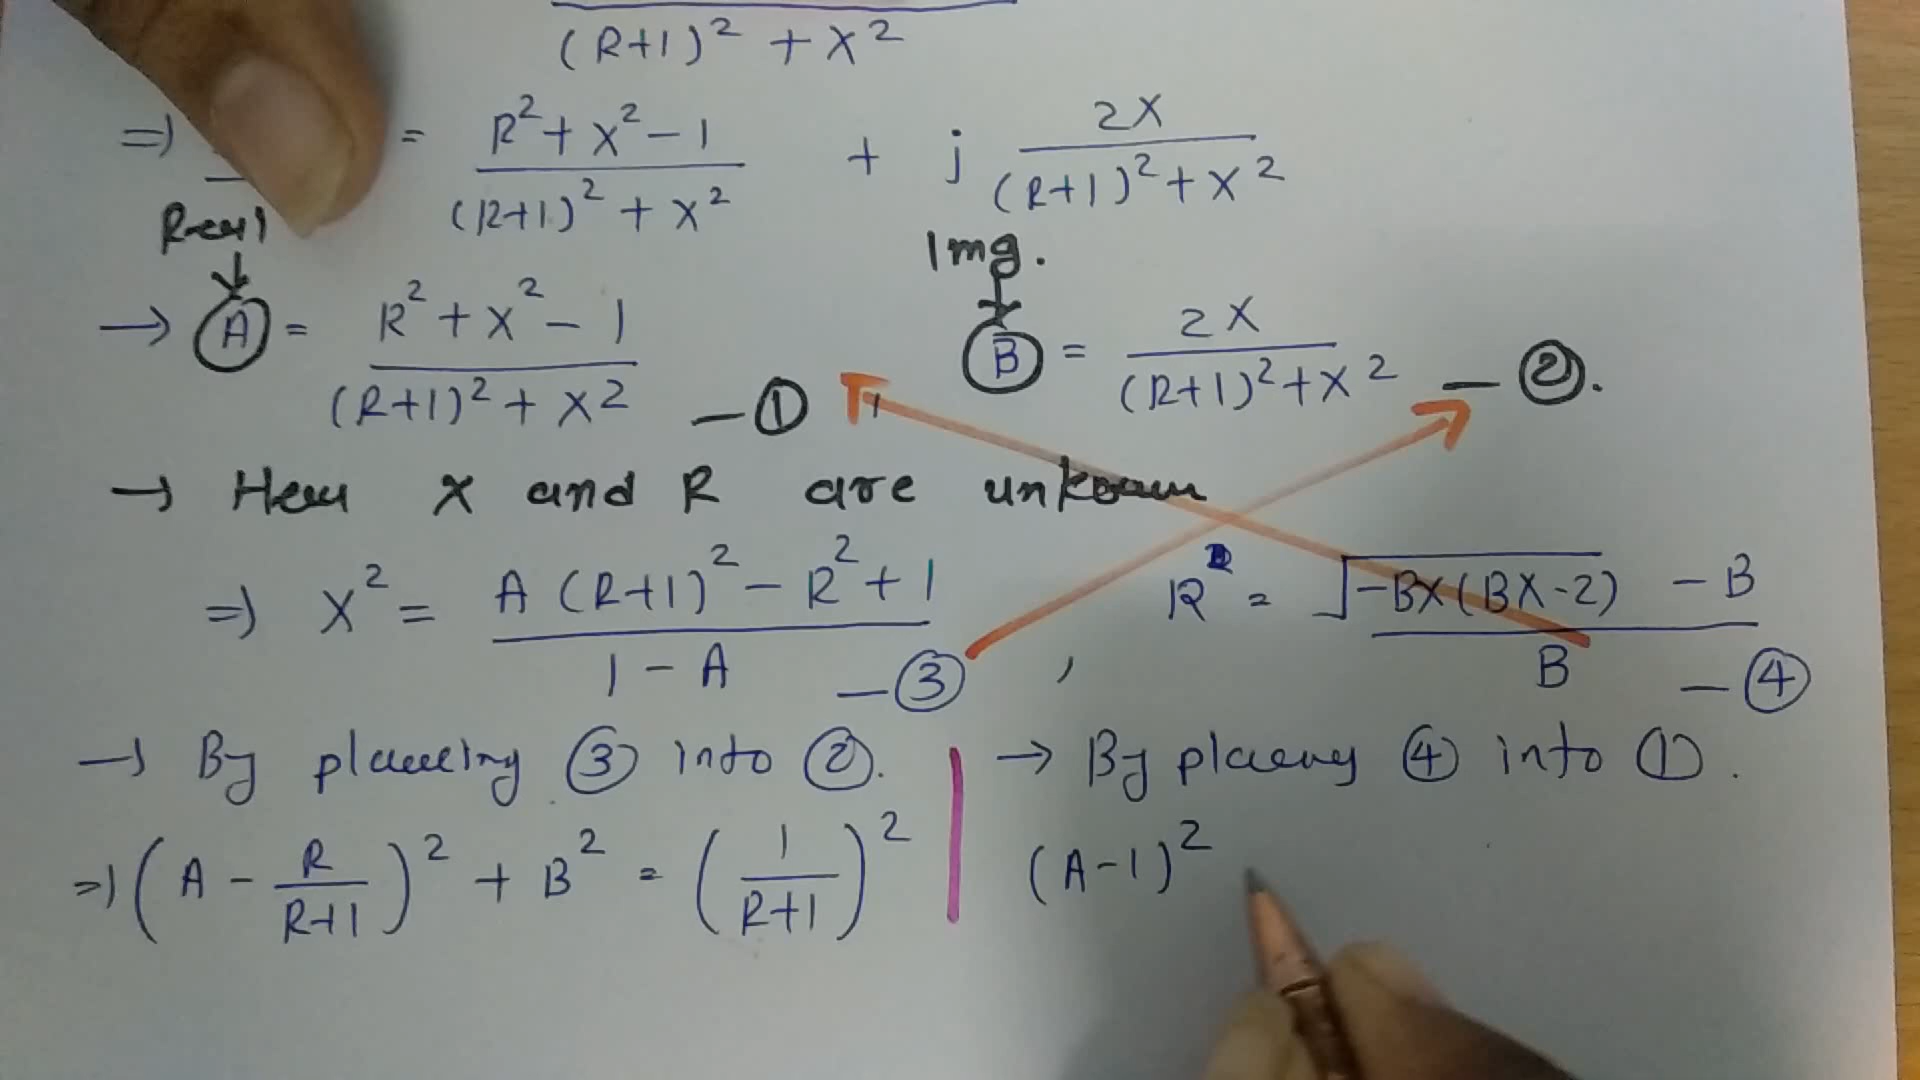 (R+1)² + X²
=) = R² + X² - 1 / (R+1)² + X² + j 2X / (R+1)² + X²
Real Img.
→ A = R² + X² - 1 / (R+1)² + X² — ① B = 2X / (R+1)² + X² — ②.
→ Here X and R are unknown
=) X² = A (R+1)² - R² + 1 / 1 - A — ③ , R = √-BX(BX-2) - B / B — ④
→ By placing ③ into ②. → By placing ④ into ①.
=) (A - R/R+1)² + B² = (1/R+1)² (A-1)²